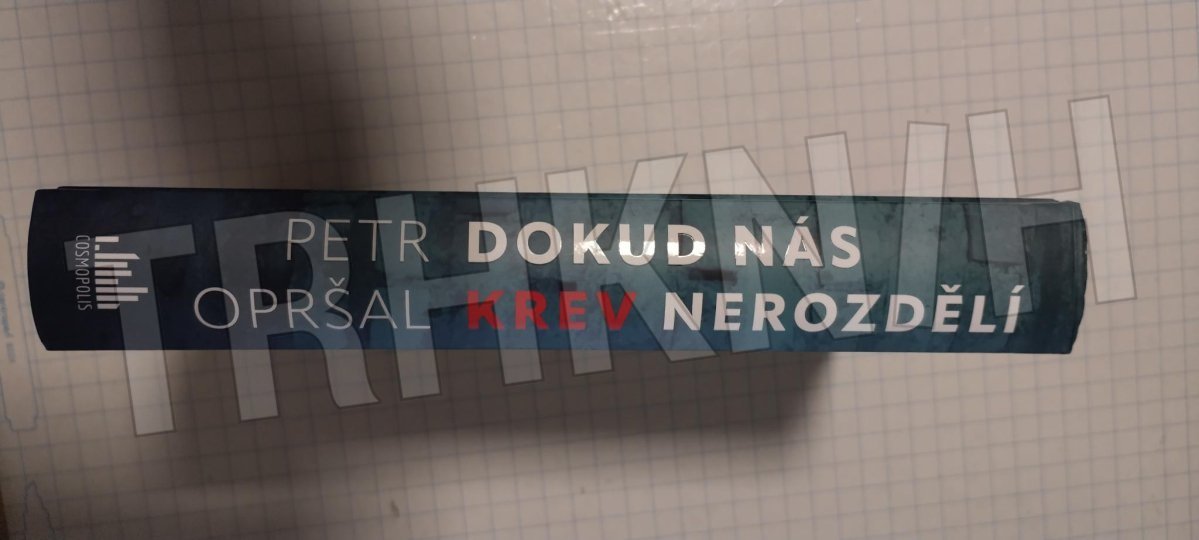 COSMOPOLIS
PETR
OPRŠAL
DOKUD NÁS
KREV NEROZDĚLÍ
TRHKNIH